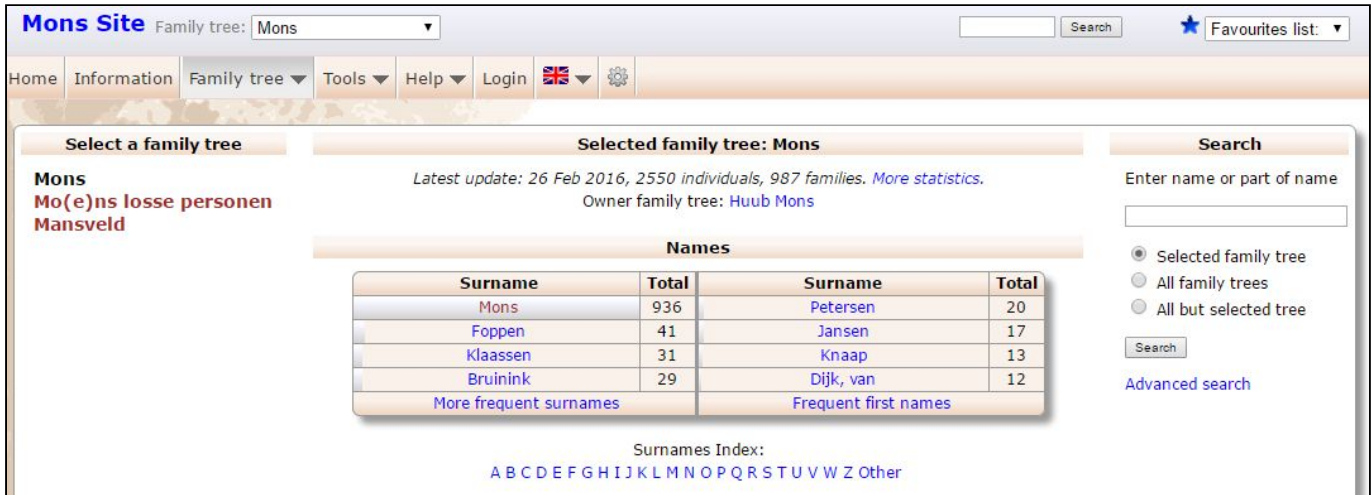 Mons Site Family tree: Mons Search Favourites list:
Home Information Family tree Tools Help Login
Select a family tree
Mons
Mo(e)ns losse personen
Mansveld
Selected family tree: Mons
Latest update: 26 Feb 2016, 2550 individuals, 987 families. More statistics.
Owner family tree: Huub Mons
Names
Surname Total Surname Total
Mons 936 Petersen 20
Foppen 41 Jansen 17
Klaassen 31 Knaap 13
Bruinink 29 Dijk, van 12
More frequent surnames Frequent first names
Surnames Index:
A B C D E F G H I J K L M N O P Q R S T U V W Z Other
Search
Enter name or part of name
Selected family tree
All family trees
All but selected tree
Search
Advanced search